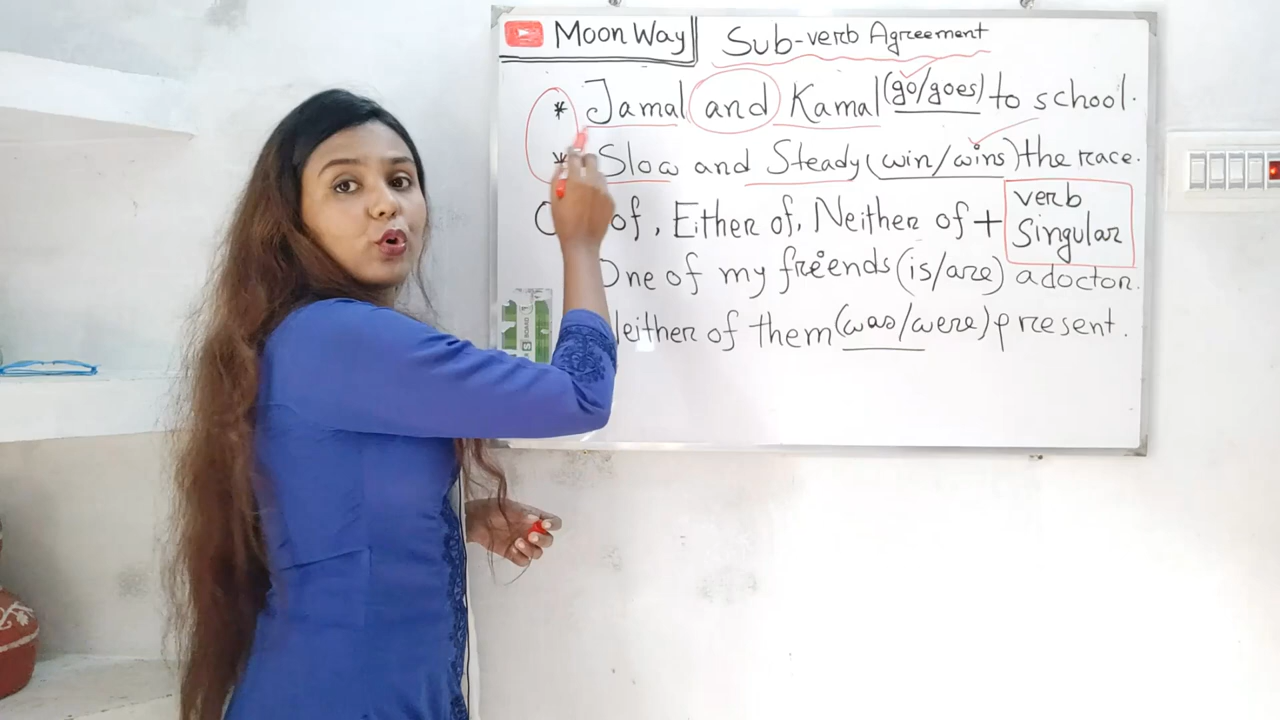 Moon Way
Sub-verb Agreement
* Jamal and Kamal (go/goes) to school.
* Slow and Steady (win/wins) the race.
of, Either of, Neither of + verb Singular
One of my friends (is/are) a doctor.
Neither of them (was/were) present.